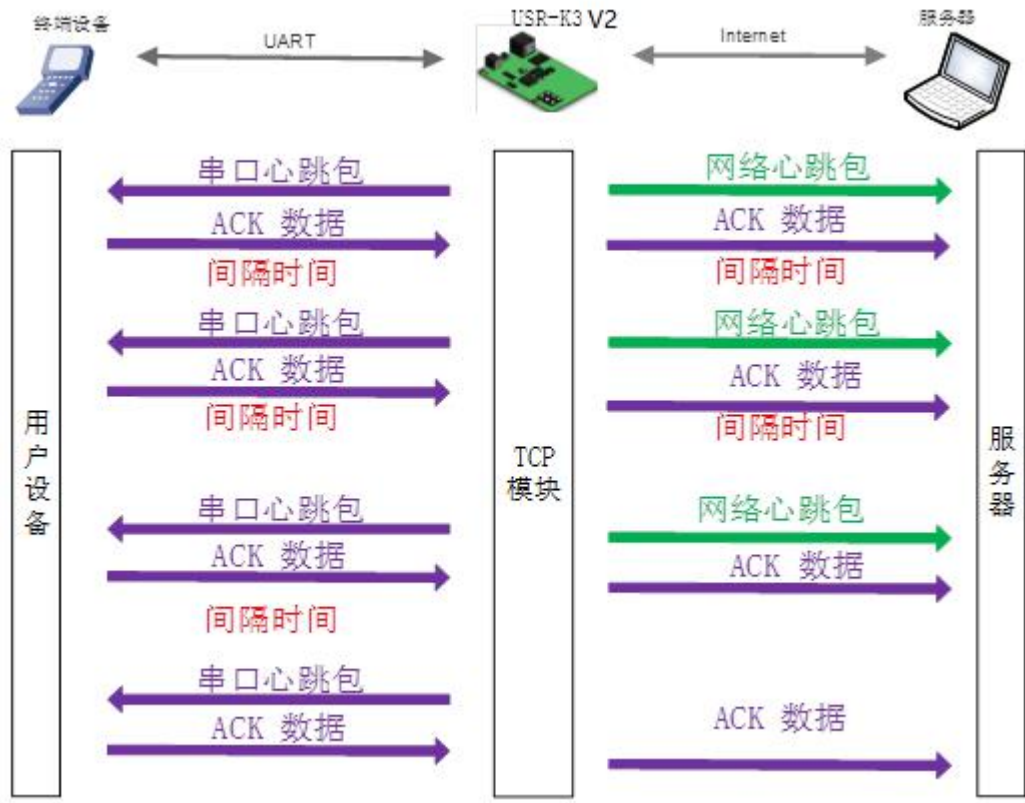 终端设备
UART
USR-K3 V2
Internet
服务器
串口心跳包
网络心跳包
ACK 数据
ACK 数据
间隔时间
间隔时间
串口心跳包
网络心跳包
ACK 数据
ACK 数据
间隔时间
间隔时间
用户设备
TCP
模块
服务器
串口心跳包
网络心跳包
ACK 数据
ACK 数据
间隔时间
串口心跳包
ACK 数据
ACK 数据